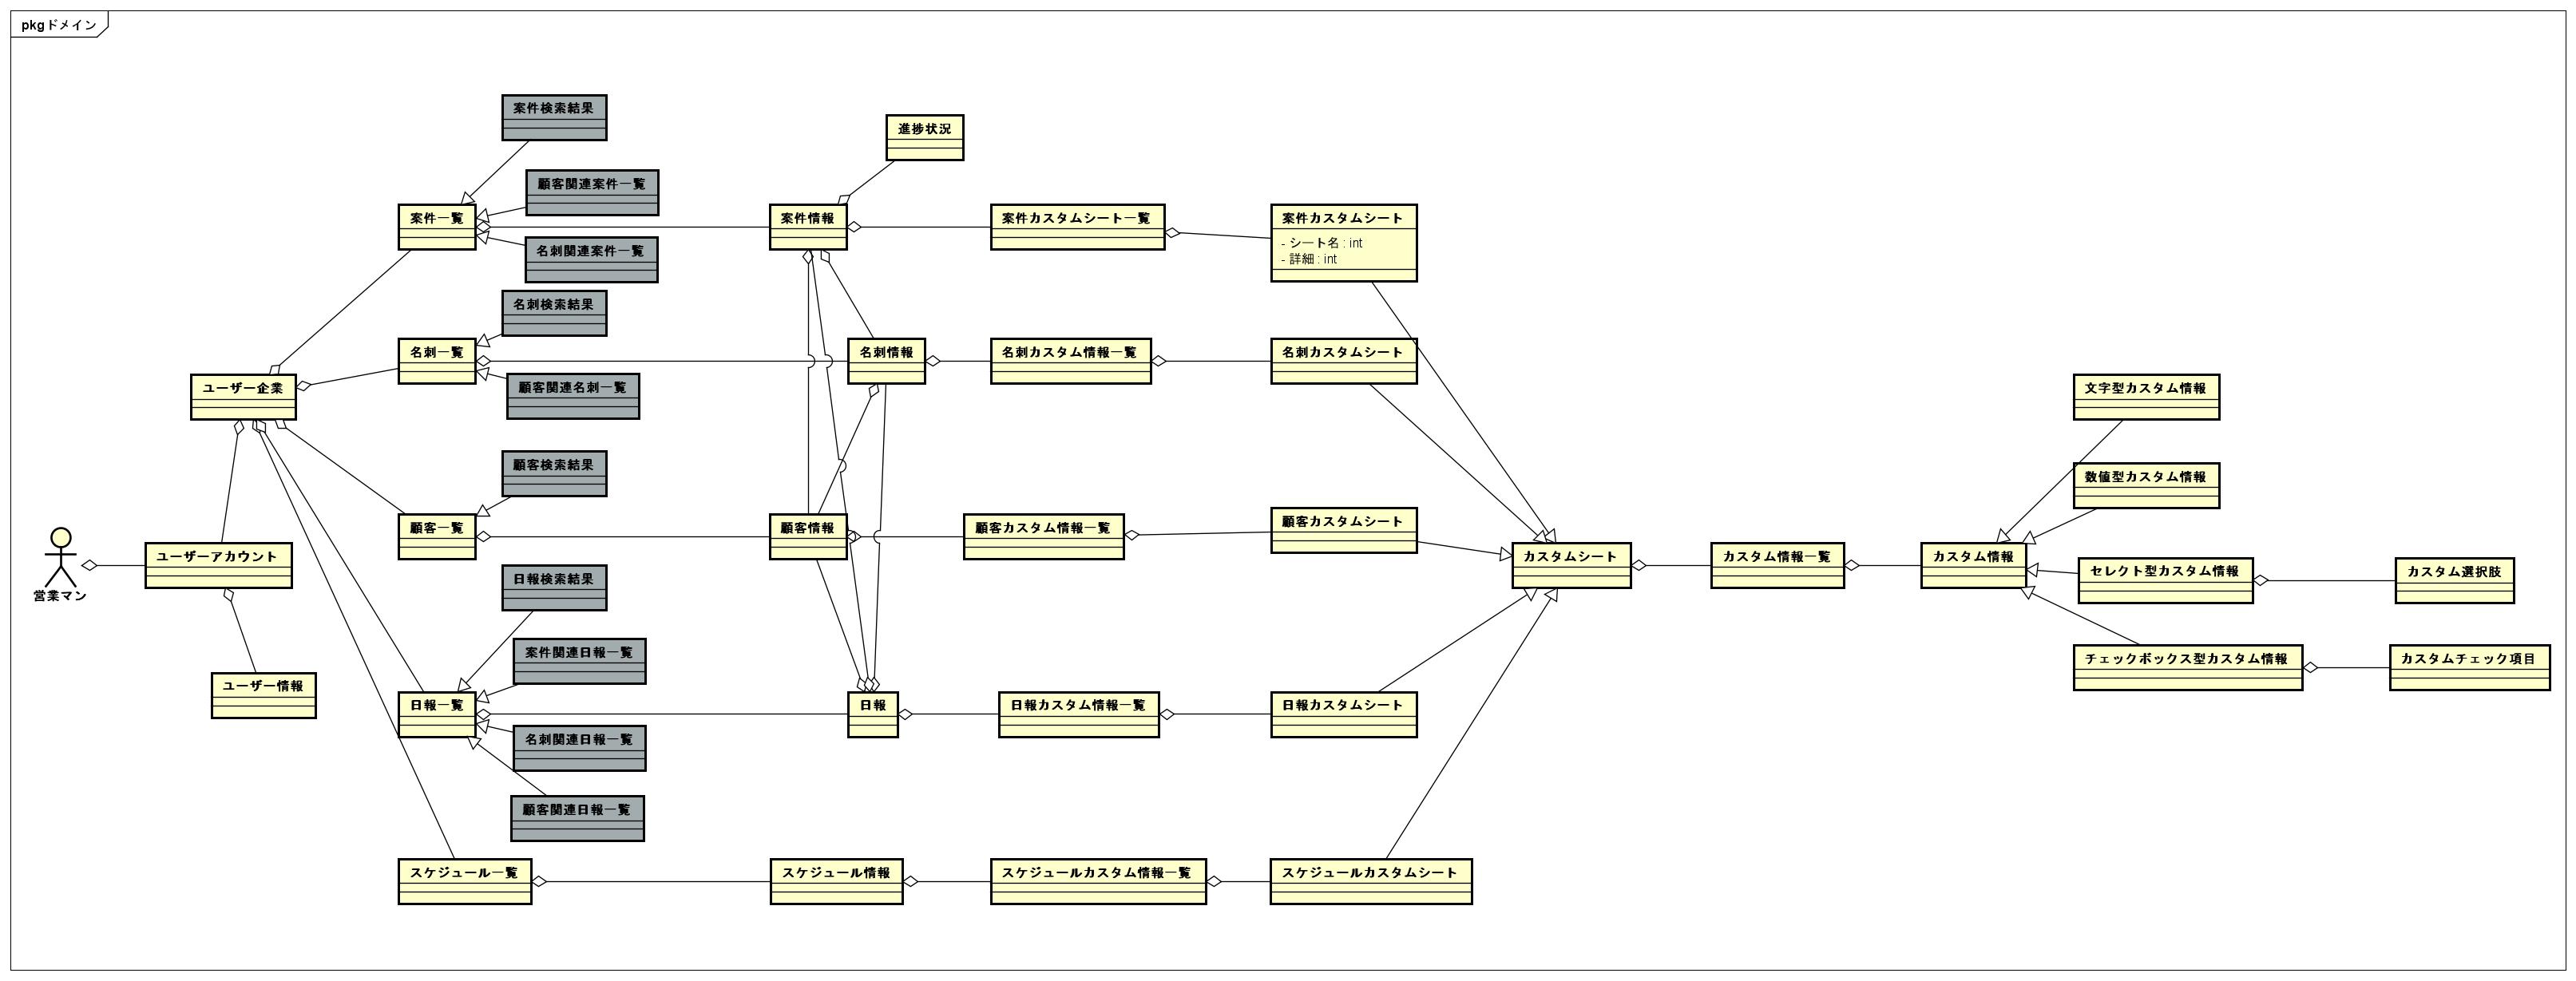 pkgドメイン
案件検索結果
進捗状況
顧客関連案件一覧
案件一覧
案件情報
案件カスタムシート一覧
案件カスタムシート
- シート名 : int
- 詳細 : int
名刺関連案件一覧
名刺検索結果
名刺一覧
名刺情報
名刺カスタム情報一覧
名刺カスタムシート
ユーザー企業
顧客関連名刺一覧
文字型カスタム情報
顧客検索結果
数値型カスタム情報
顧客一覧
顧客情報
顧客カスタム情報一覧
顧客カスタムシート
ユーザーアカウント
カスタムシート
カスタム情報一覧
カスタム情報
セレクト型カスタム情報
カスタム選択肢
営業マン
日報検索結果
案件関連日報一覧
チェックボックス型カスタム情報
カスタムチェック項目
ユーザー情報
日報一覧
日報
日報カスタム情報一覧
日報カスタムシート
名刺関連日報一覧
顧客関連日報一覧
スケジュール一覧
スケジュール情報
スケジュールカスタム情報一覧
スケジュールカスタムシート